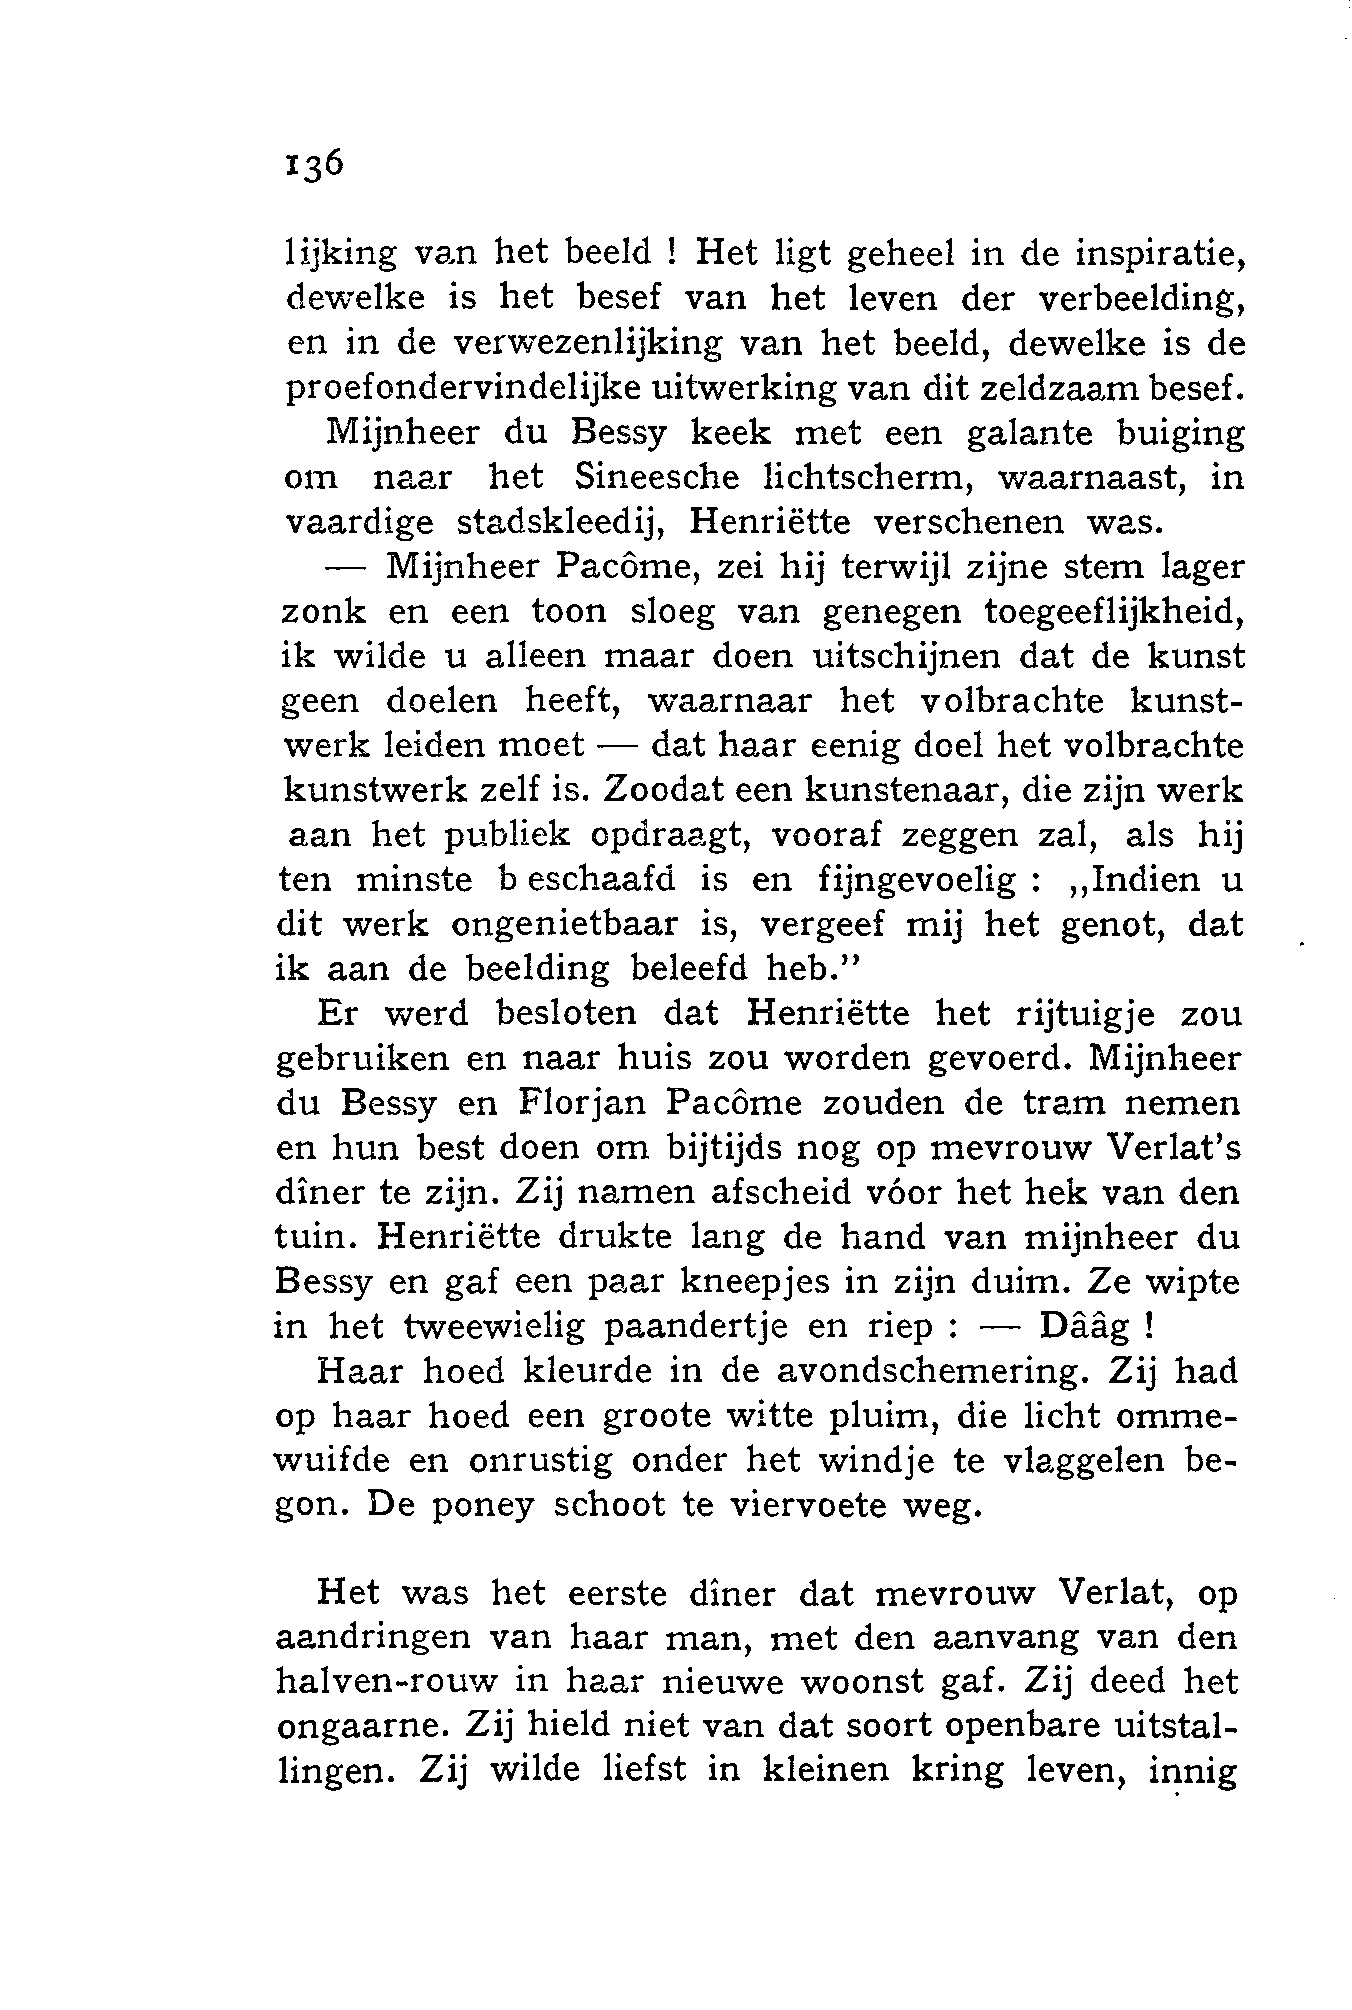 136
lijking van het beeld ! Het ligt geheel in de inspiratie,
dewelke is het besef van het leven der verbeelding,
en in de verwezenlijking van het beeld, dewelke is de
proefondervindelijke uitwerking van dit zeldzaam besef.
Mijnheer du Bessy keek met een galante buiging
om naar het Sineesche lichtscherm, waarnaast, in
vaardige stadskleedij, Henriëtte verschenen was.
— Mijnheer Pacôme, zei hij terwijl zijne stem lager
zonk en een toon sloeg van genegen toegeeflijkheid,
ik wilde u alleen maar doen uitschijnen dat de kunst
geen doelen heeft, waarnaar het volbrachte kunst-
werk leiden moet — dat haar eenig doel het volbrachte
kunstwerk zelf is. Zoodat een kunstenaar, die zijn werk
aan het publiek opdraagt, vooraf zeggen zal, als hij
ten minste b eschaafd is en fijngevoelig : ,,Indien u
dit werk ongenietbaar is, vergeef mij het genot, dat
ik aan de beelding beleefd heb.”
Er werd besloten dat Henriëtte het rijtuigje zou
gebruiken en naar huis zou worden gevoerd. Mijnheer
du Bessy en Florjan Pacôme zouden de tram nemen
en hun best doen om bijtijds nog op mevrouw Verlat's
dîner te zijn. Zij namen afscheid vóor het hek van den
tuin. Henriëtte drukte lang de hand van mijnheer du
Bessy en gaf een paar kneepjes in zijn duim. Ze wipte
in het tweewielig paandertje en riep : — Dââg !
Haar hoed kleurde in de avondschemering. Zij had
op haar hoed een groote witte pluim, die licht omme-
wuifde en onrustig onder het windje te vlaggelen be-
gon. De poney schoot te viervoete weg.
Het was het eerste dîner dat mevrouw Verlat, op
aandringen van haar man, met den aanvang van den
halven-rouw in haar nieuwe woonst gaf. Zij deed het
ongaarne. Zij hield niet van dat soort openbare uitstal-
lingen. Zij wilde liefst in kleinen kring leven, innig